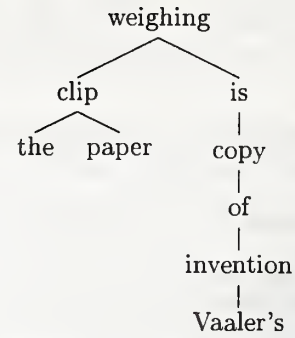 weighing
clip is
the paper copy
of
invention
Vaaler's